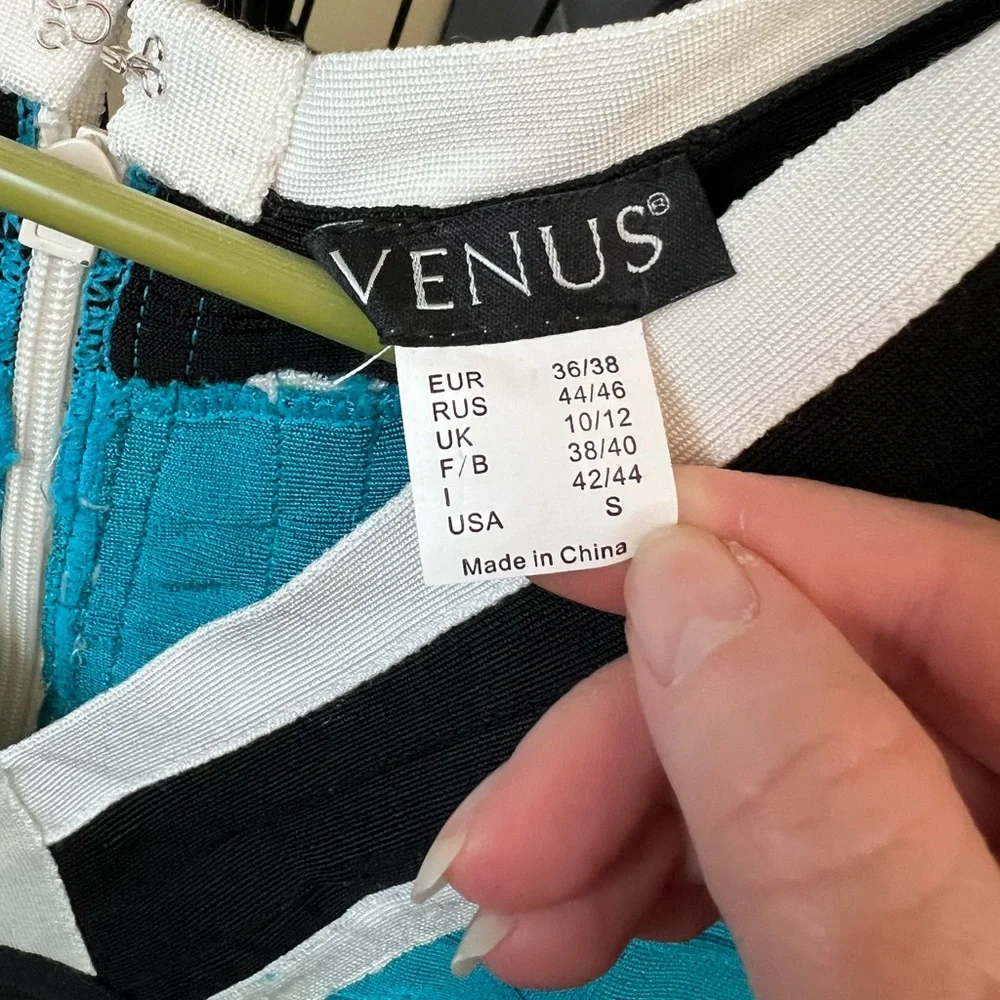 VENUS®
EUR 36/38
RUS 44/46
UK 10/12
F/B 38/40
I 42/44
USA S
Made in China